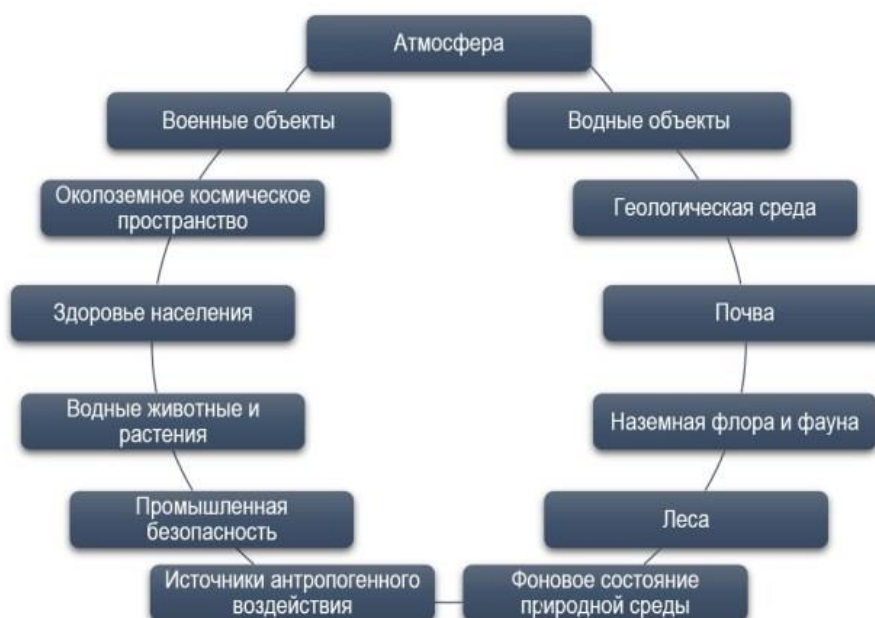 Атмосфера
Водные объекты
Геологическая среда
Почва
Наземная флора и фауна
Леса
Фоновое состояние
природной среды
Источники антропогенного
воздействия
Промышленная
безопасность
Водные животные и
растения
Здоровье населения
Околоземное космическое
пространство
Военные объекты